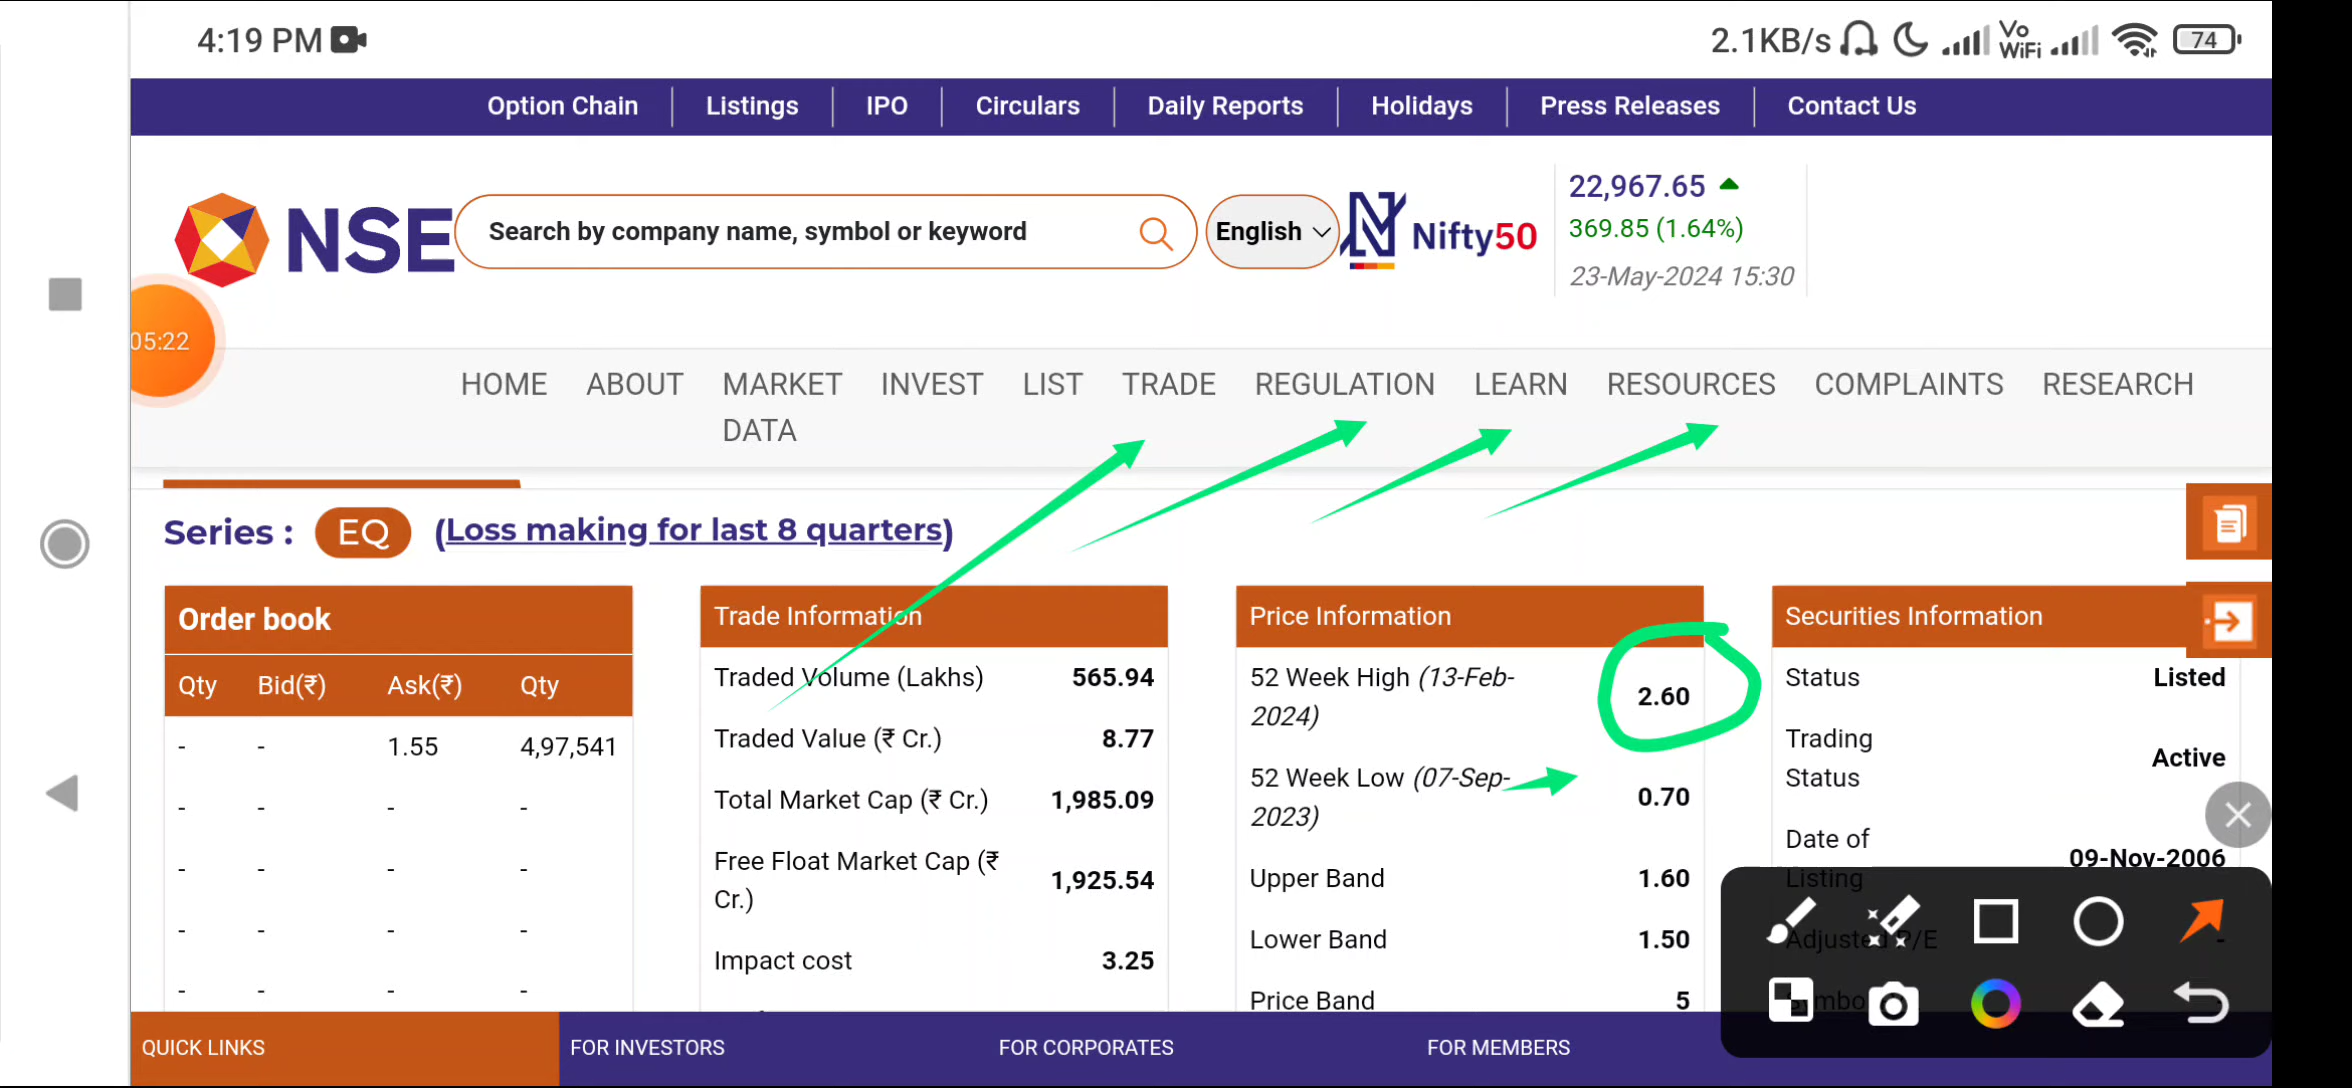 4:19 PM
2.1KB/s Vo WiFi 74
Option Chain Listings IPO Circulars Daily Reports Holidays Press Releases Contact Us
NSE Search by company name, symbol or keyword English Nifty50
22,967.65
369.85 (1.64%)
23-May-2024 15:30
05:22
HOME ABOUT MARKET DATA INVEST LIST TRADE REGULATION LEARN RESOURCES COMPLAINTS RESEARCH
Series : EQ (Loss making for last 8 quarters)
Order book
Qty Bid(₹) Ask(₹) Qty
- - 1.55 4,97,541
- - - -
- - - -
- - - -
- - - -
Trade Information
Traded Volume (Lakhs) 565.94
Traded Value (₹ Cr.) 8.77
Total Market Cap (₹ Cr.) 1,985.09
Free Float Market Cap (₹
Cr.) 1,925.54
Impact cost 3.25
Price Information
52 Week High (13-Feb-
2024) 2.60
52 Week Low (07-Sep-
2023) 0.70
Upper Band 1.60
Lower Band 1.50
Price Band 5
Securities Information
Status Listed
Trading
Status Active
Date of
Listing 09-Nov-2006
Adjusted P/E -
QUICK LINKS FOR INVESTORS FOR CORPORATES FOR MEMBERS